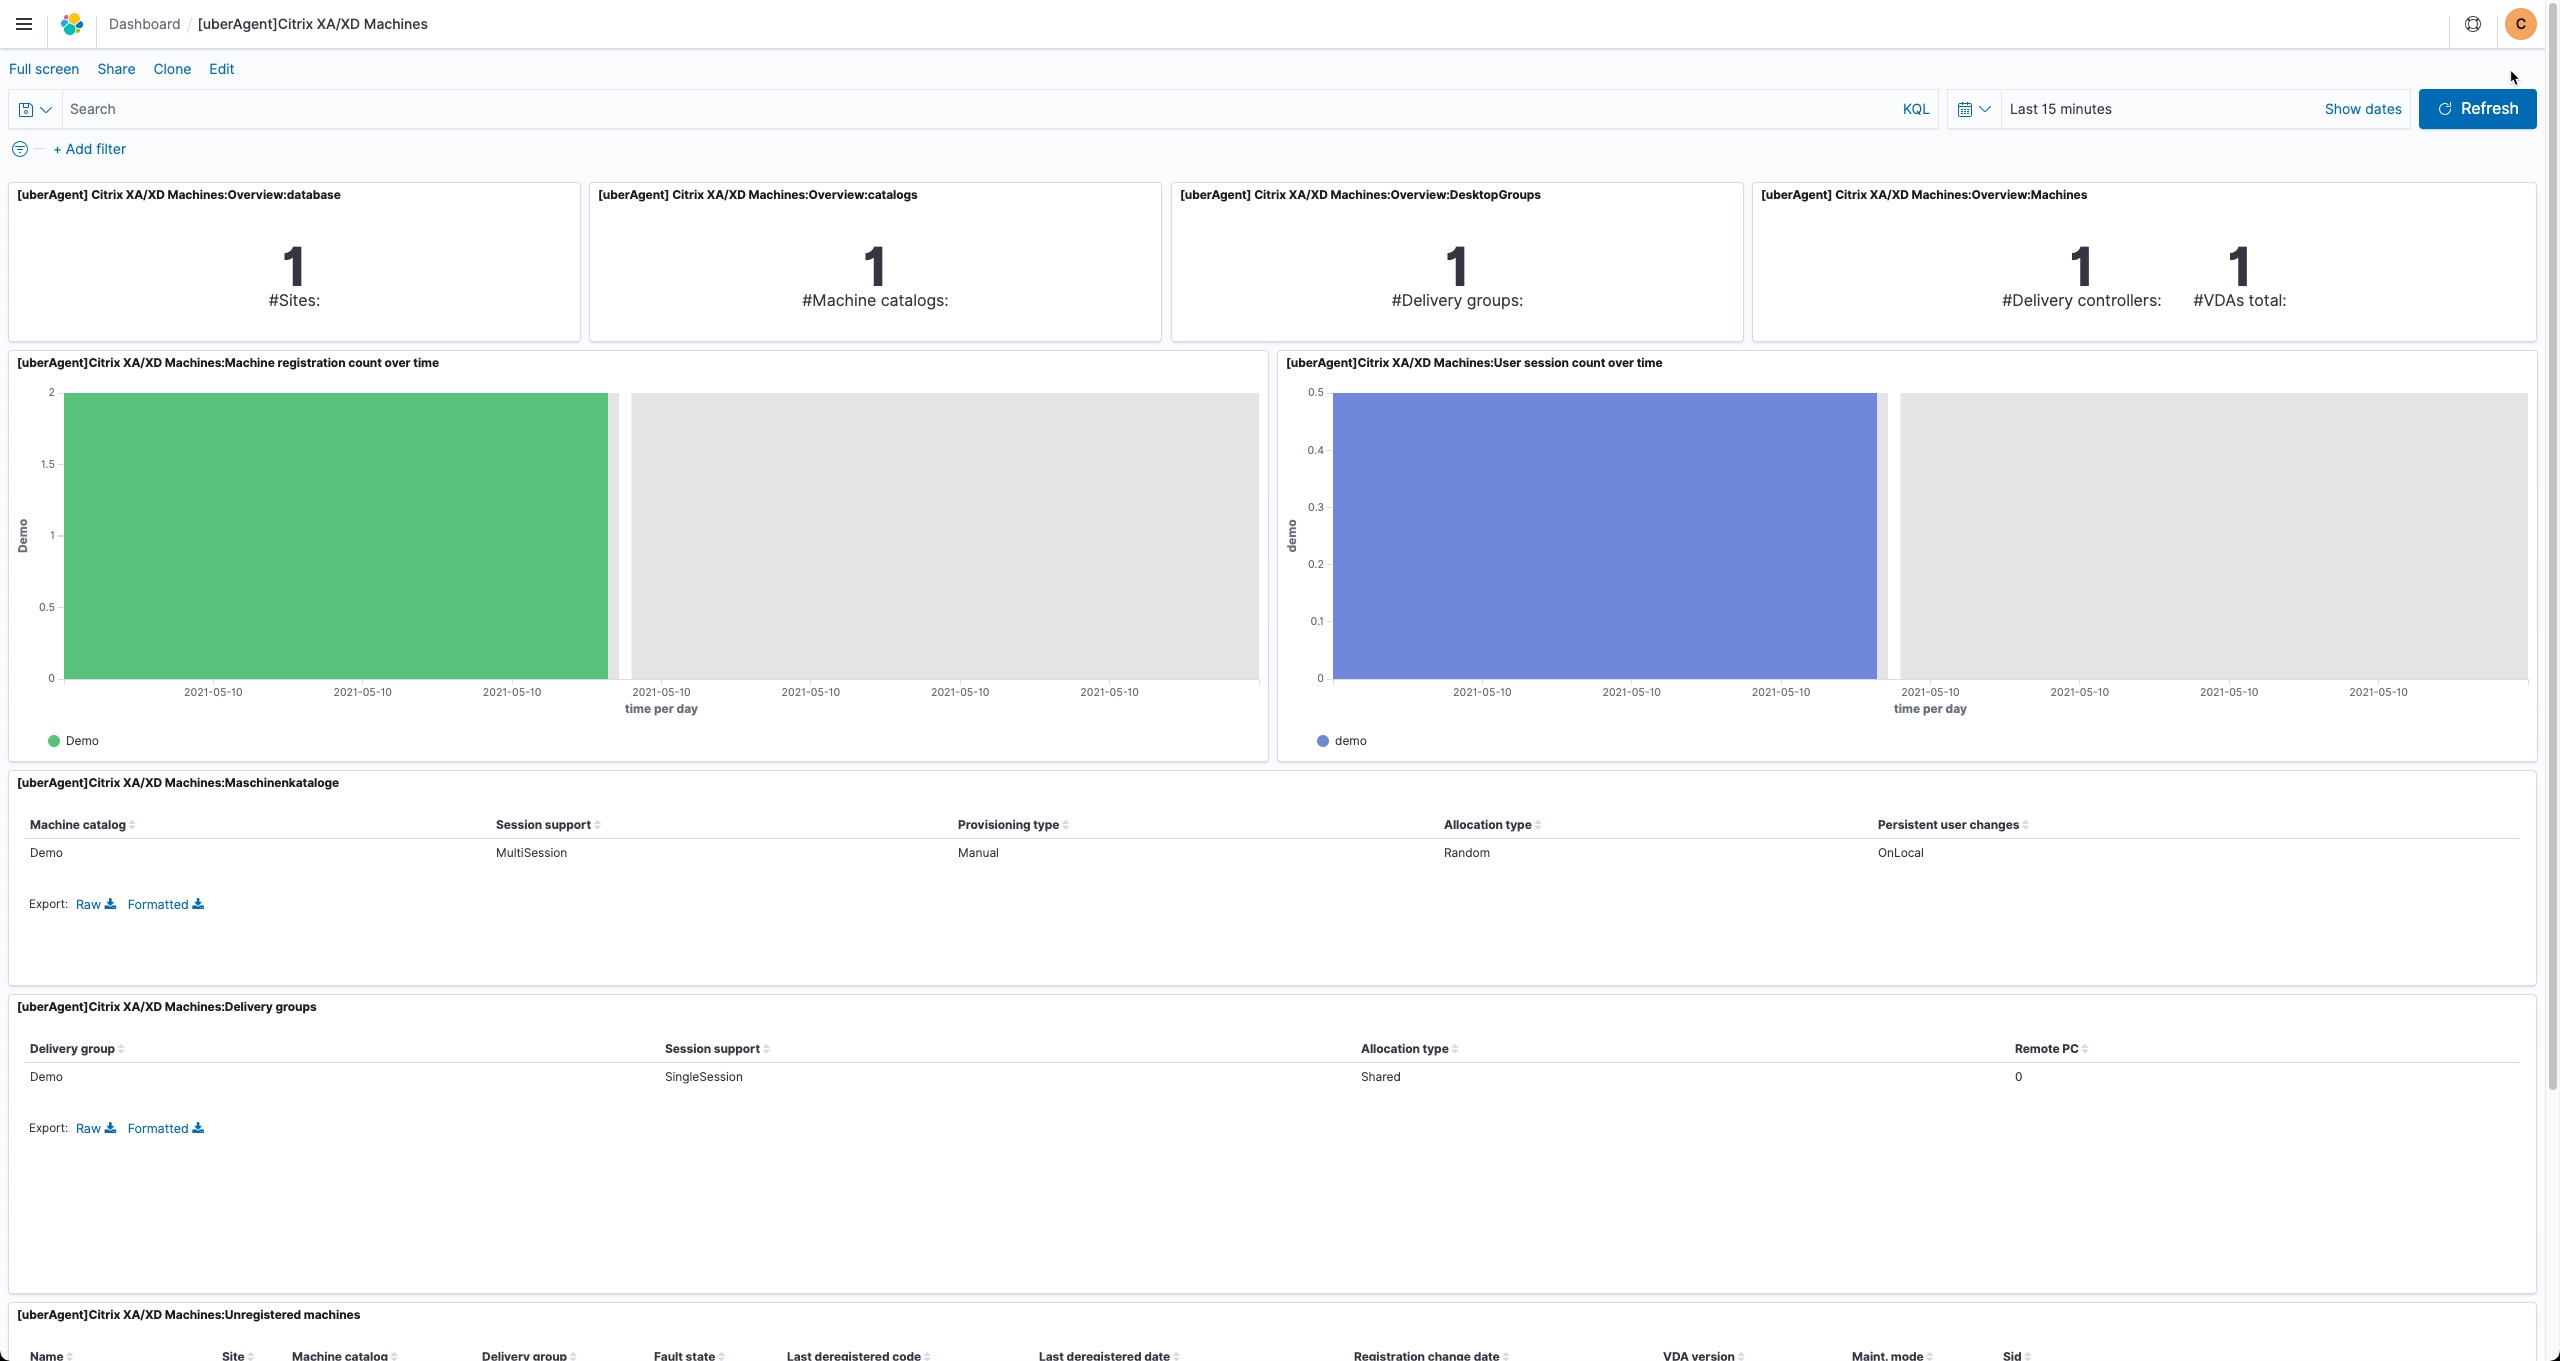 Dashboard / [uberAgent]Citrix XA/XD Machines
C
Full screen Share Clone Edit
Search KQL Last 15 minutes Show dates Refresh
+ Add filter
[uberAgent] Citrix XA/XD Machines:Overview:database
1
#Sites:
[uberAgent] Citrix XA/XD Machines:Overview:catalogs
1
#Machine catalogs:
[uberAgent] Citrix XA/XD Machines:Overview:DesktopGroups
1
#Delivery groups:
[uberAgent] Citrix XA/XD Machines:Overview:Machines
1 1
#Delivery controllers: #VDAs total:
[uberAgent]Citrix XA/XD Machines:Machine registration count over time
2
1.5
1
0.5
0
Demo
2021-05-10 2021-05-10 2021-05-10 2021-05-10 2021-05-10 2021-05-10 2021-05-10
time per day
Demo
[uberAgent]Citrix XA/XD Machines:User session count over time
0.5
0.4
0.3
0.2
0.1
0
demo
2021-05-10 2021-05-10 2021-05-10 2021-05-10 2021-05-10 2021-05-10 2021-05-10
time per day
demo
[uberAgent]Citrix XA/XD Machines:Maschinenkataloge
Machine catalog Session support Provisioning type Allocation type Persistent user changes
Demo MultiSession Manual Random OnLocal
Export: Raw Formatted
[uberAgent]Citrix XA/XD Machines:Delivery groups
Delivery group Session support Allocation type Remote PC
Demo SingleSession Shared 0
Export: Raw Formatted
[uberAgent]Citrix XA/XD Machines:Unregistered machines
Name Site Machine catalog Delivery group Fault state Last deregistered code Last deregistered date Registration change date VDA version Maint. mode Sid